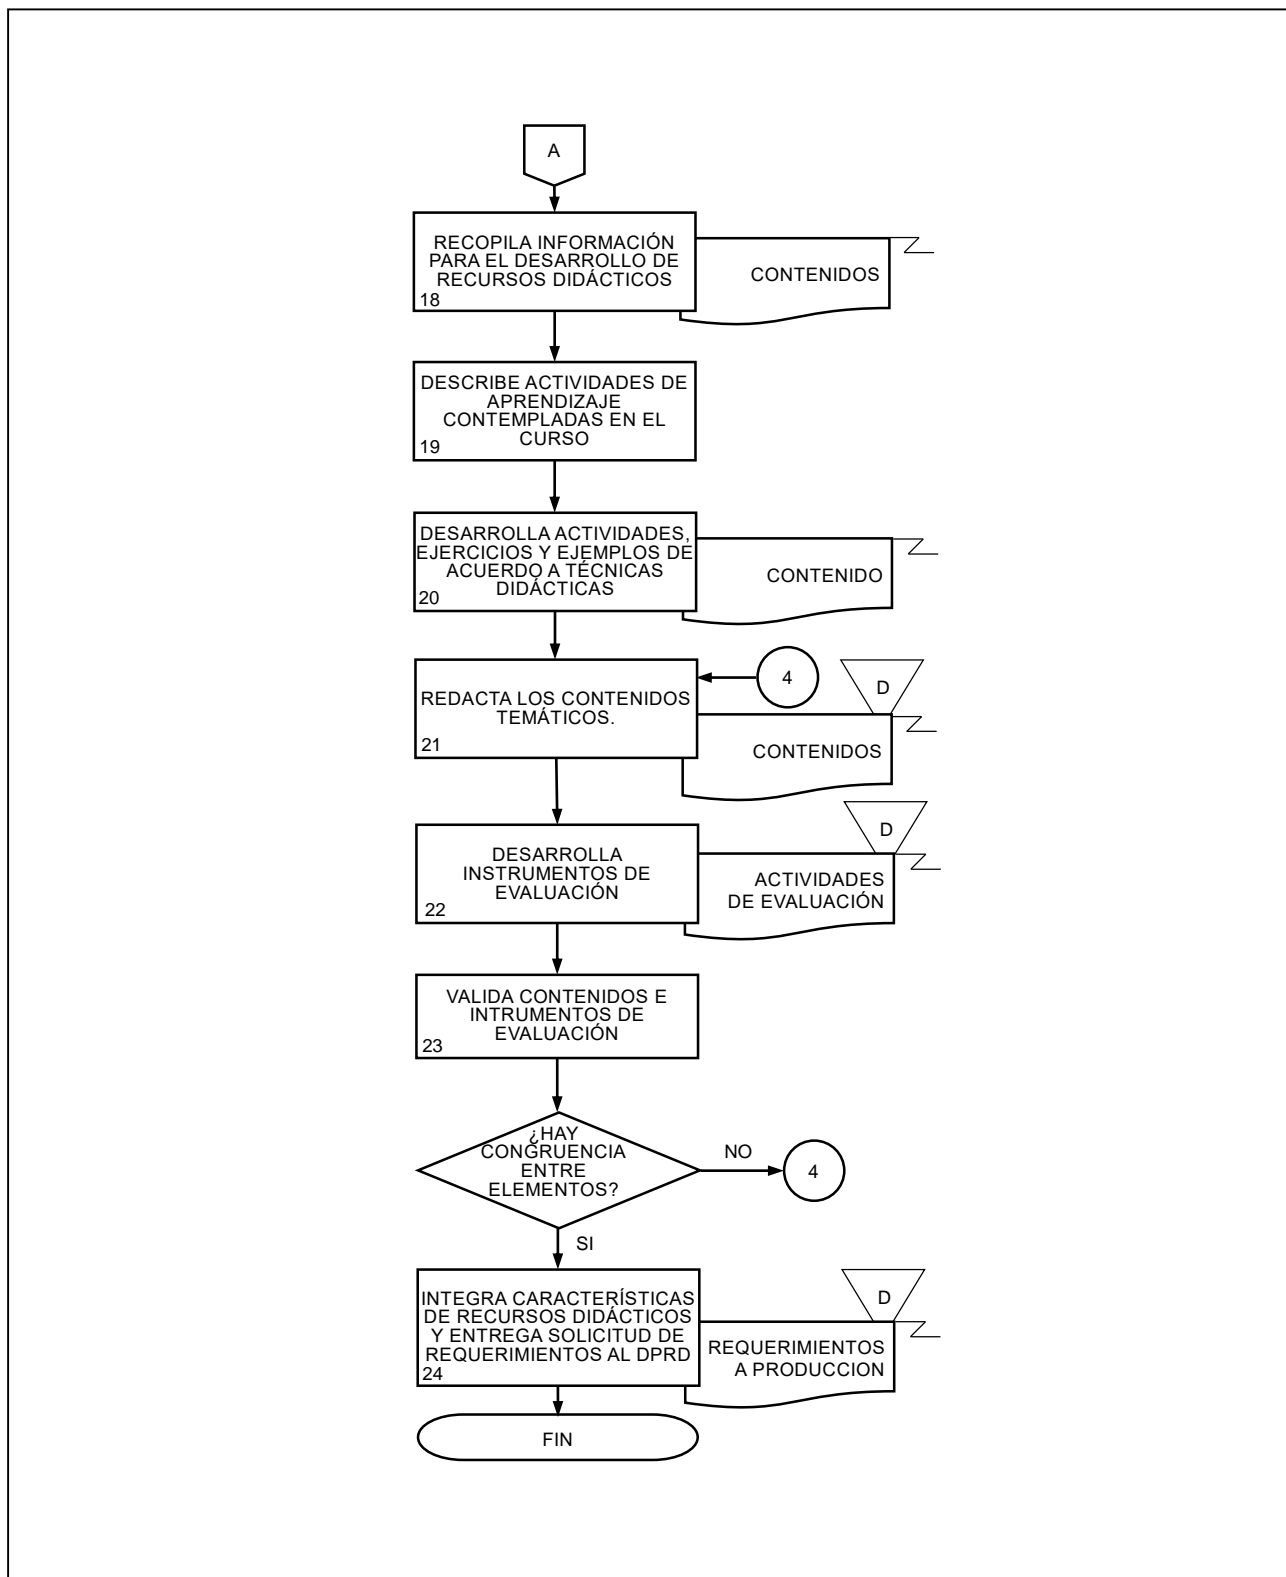 A
RECOPILA INFORMACIÓN
PARA EL DESARROLLO DE
RECURSOS DIDÁCTICOS
18
CONTENIDOS
DESCRIBE ACTIVIDADES DE
APRENDIZAJE
CONTEMPLADAS EN EL
CURSO
19
DESARROLLA ACTIVIDADES,
EJERCICIOS Y EJEMPLOS DE
ACUERDO A TÉCNICAS
DIDÁCTICAS
20
CONTENIDO
4
D
REDACTA LOS CONTENIDOS
TEMÁTICOS.
21
CONTENIDOS
D
DESARROLLA
INSTRUMENTOS DE
EVALUACIÓN
22
ACTIVIDADES
DE EVALUACIÓN
VALIDA CONTENIDOS E
INTRUMENTOS DE
EVALUACIÓN
23
¿HAY
CONGRUENCIA
ENTRE
ELEMENTOS?
NO
4
SI
D
INTEGRA CARACTERÍSTICAS
DE RECURSOS DIDÁCTICOS
Y ENTREGA SOLICITUD DE
REQUERIMIENTOS AL DPRD
24
REQUERIMIENTOS
A PRODUCCION
FIN